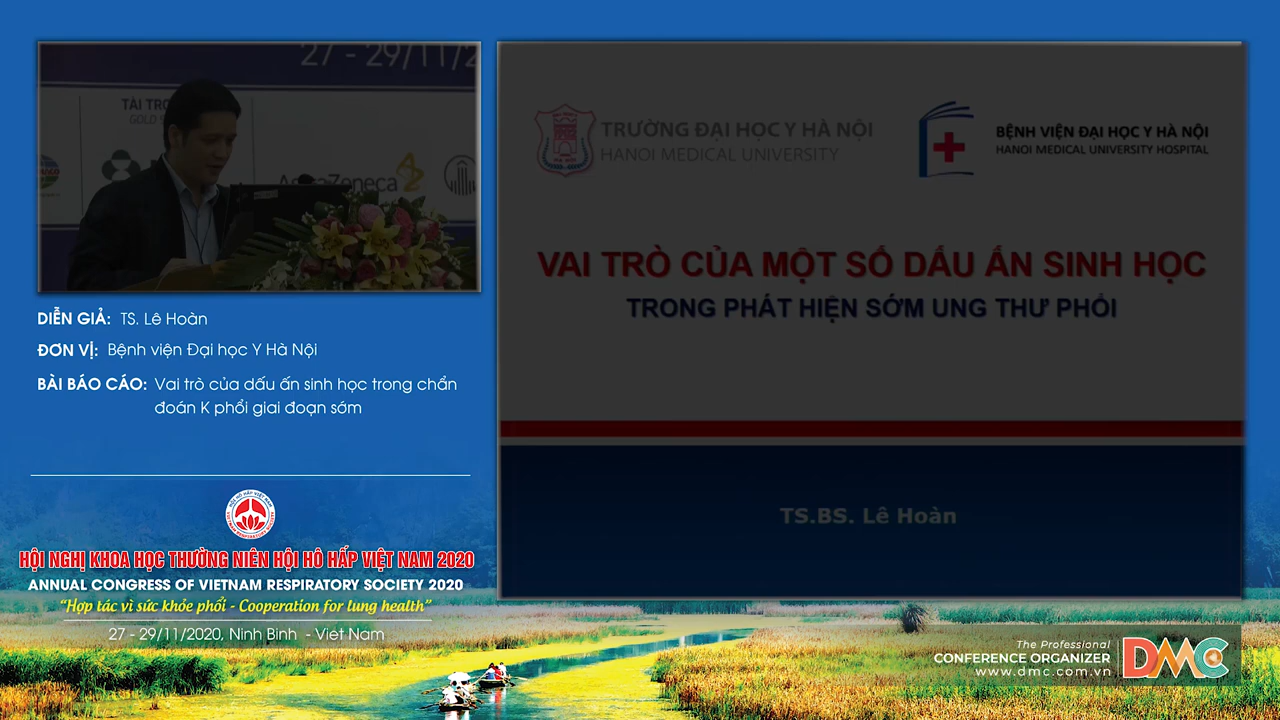 27 - 29/11/2
TÀI TRO
GOLD S
AstraZeneca
DIỄN GIẢ: TS. Lê Hoàn
ĐƠN VỊ: Bệnh viện Đại học Y Hà Nội
BÀI BÁO CÁO: Vai trò của dấu ấn sinh học trong chẩn
đoán K phổi giai đoạn sớm
HỘI NGHỊ KHOA HỌC THƯỜNG NIÊN HỘI HÔ HẤP VIỆT NAM 2020
ANNUAL CONGRESS OF VIETNAM RESPIRATORY SOCIETY 2020
“Hợp tác vì sức khỏe phổi - Cooperation for lung health”
27 - 29/11/2020, Ninh Binh - Viet Nam
TRƯỜNG ĐẠI HỌC Y HÀ NỘI
HANOI MEDICAL UNIVERSITY
BỆNH VIỆN ĐẠI HỌC Y HÀ NỘI
HANOI MEDICAL UNIVERSITY HOSPITAL
VAI TRÒ CỦA MỘT SỐ DẤU ẤN SINH HỌC
TRONG PHÁT HIỆN SỚM UNG THƯ PHỔI
TS.BS. Lê Hoàn
The Professional
CONFERENCE ORGANIZER
www.dmc.com.vn
DMC